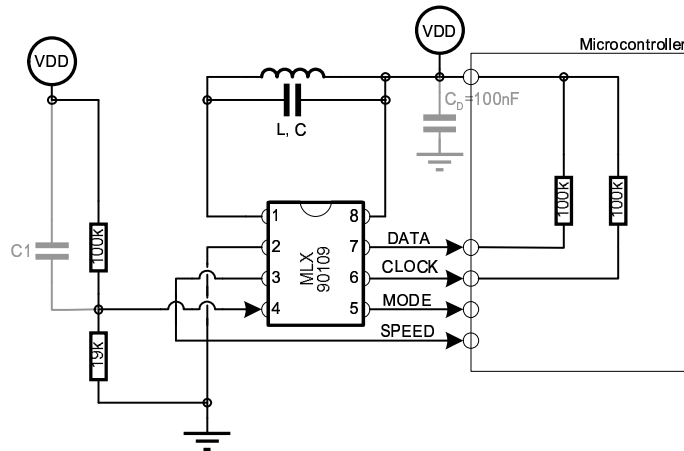 VDD
VDD
Microcontroller
C_D=100nF
L, C
C1
100k
19k
100k
100k
MLX
90109
1
2
3
4
8
7
6
5
DATA
CLOCK
MODE
SPEED